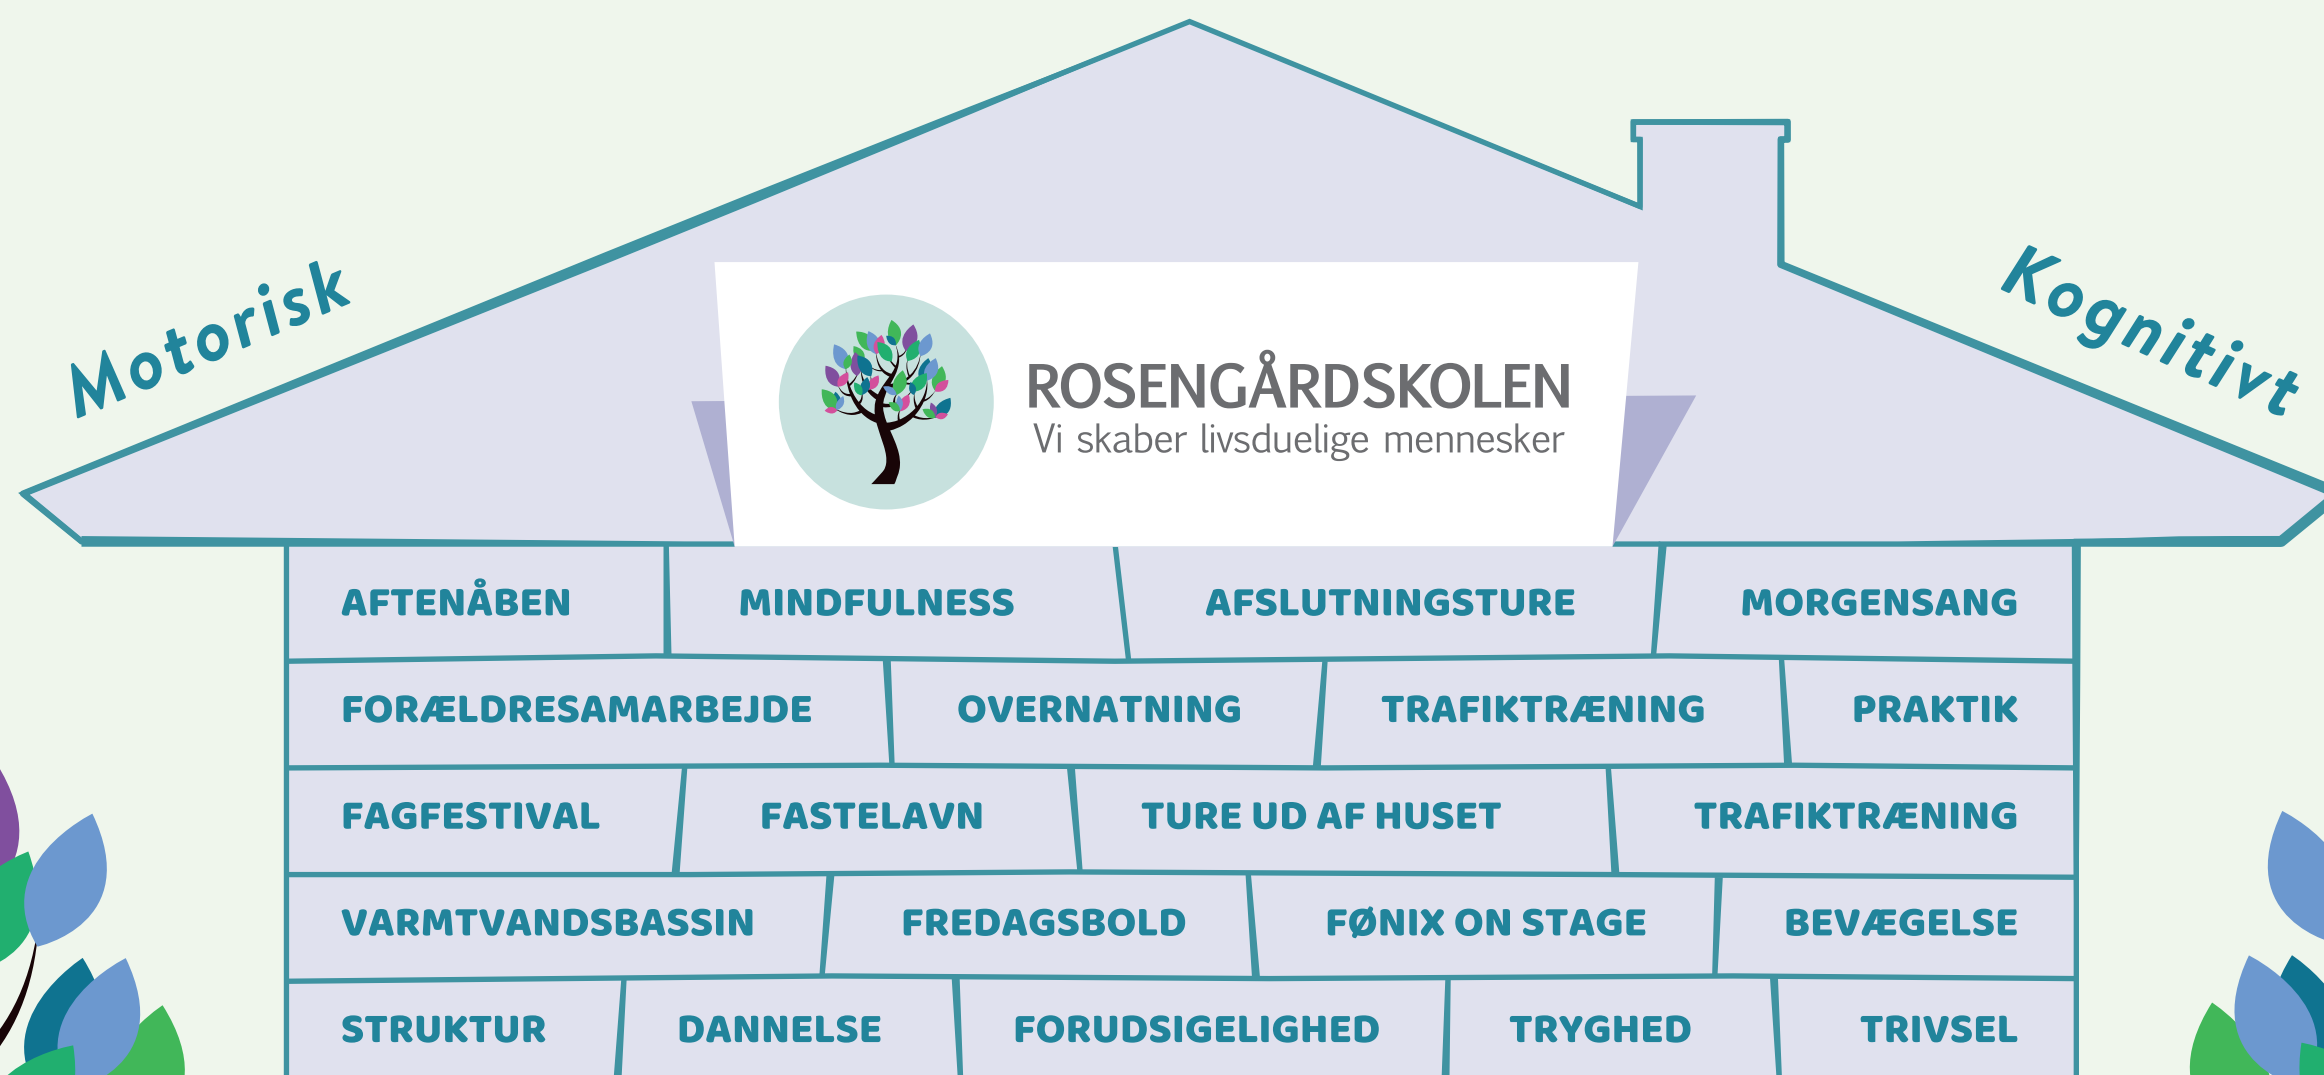 Motorisk
Kognitivt
ROSENGÅRDSKOLEN
Vi skaber livsduelige mennesker
AFTENÅBEN MINDFULNESS AFSLUTNINGSTURE MORGENSANG
FORÆLDRESAMARBEJDE OVERNATNING TRAFIKTRÆNING PRAKTIK
FAGFESTIVAL FASTELAVN TURE UD AF HUSET TRAFIKTRÆNING
VARMTVANDSBASSIN FREDAGSBOLD FØNIX ON STAGE BEVÆGELSE
STRUKTUR DANNELSE FORUDSIGELIGHED TRYGHED TRIVSEL